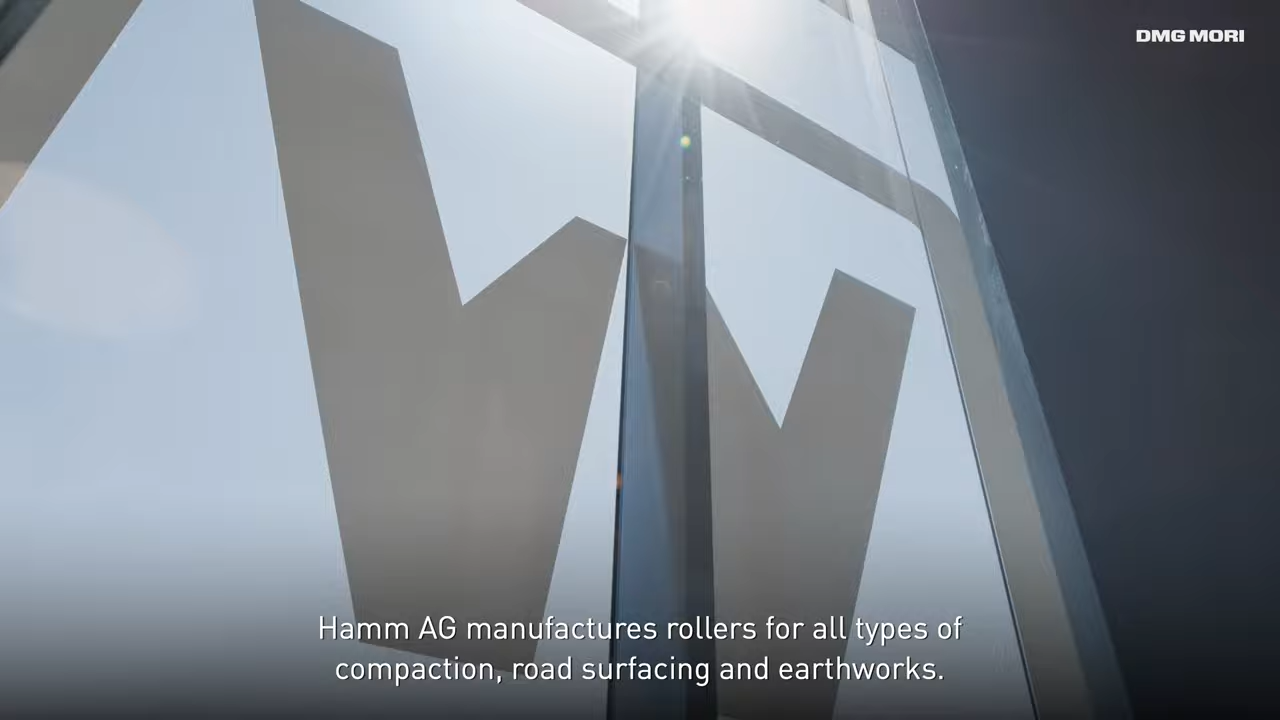 DMG MORI
Hamm AG manufactures rollers for all types of
compaction, road surfacing and earthworks.